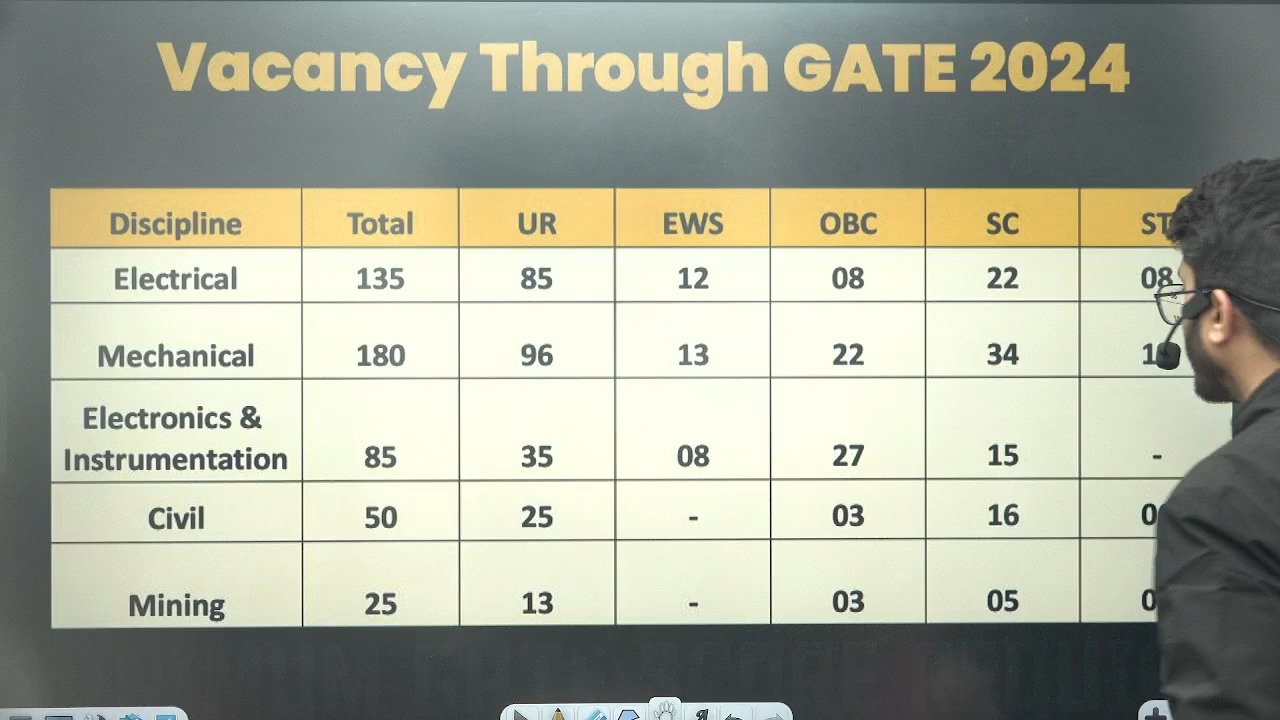 Vacancy Through GATE 2024
Discipline Total UR EWS OBC SC ST
Electrical 135 85 12 08 22 08
Mechanical 180 96 13 22 34
Electronics &
Instrumentation 85 35 08 27 15 -
Civil 50 25 - 03 16
Mining 25 13 - 03 05